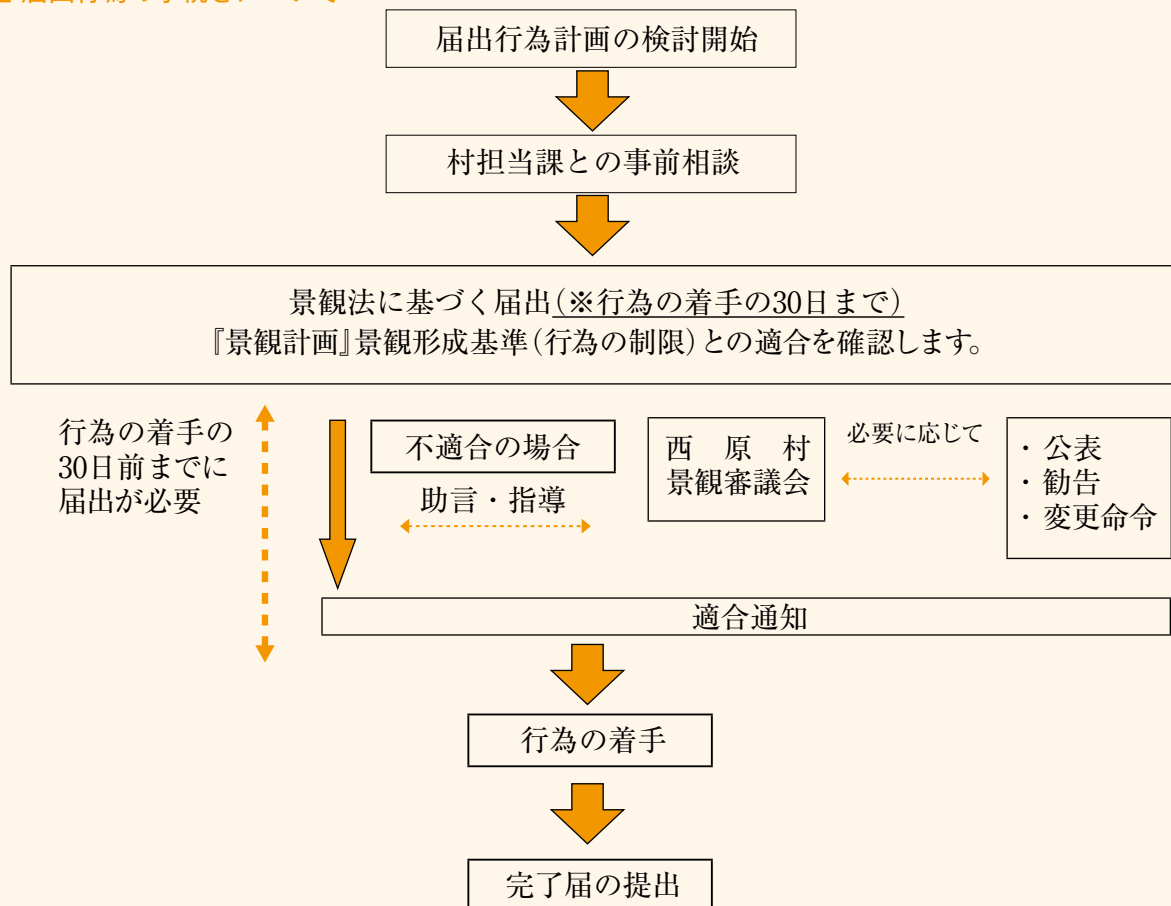 届出行為計画の検討開始
村担当課との事前相談
景観法に基づく届出(※行為の着手の30日まで)
『景観計画』景観形成基準(行為の制限)との適合を確認します。
行為の着手の
30日前までに
届出が必要
不適合の場合
助言・指導
西原村
景観審議会
必要に応じて
・公表
・勧告
・変更命令
適合通知
行為の着手
完了届の提出